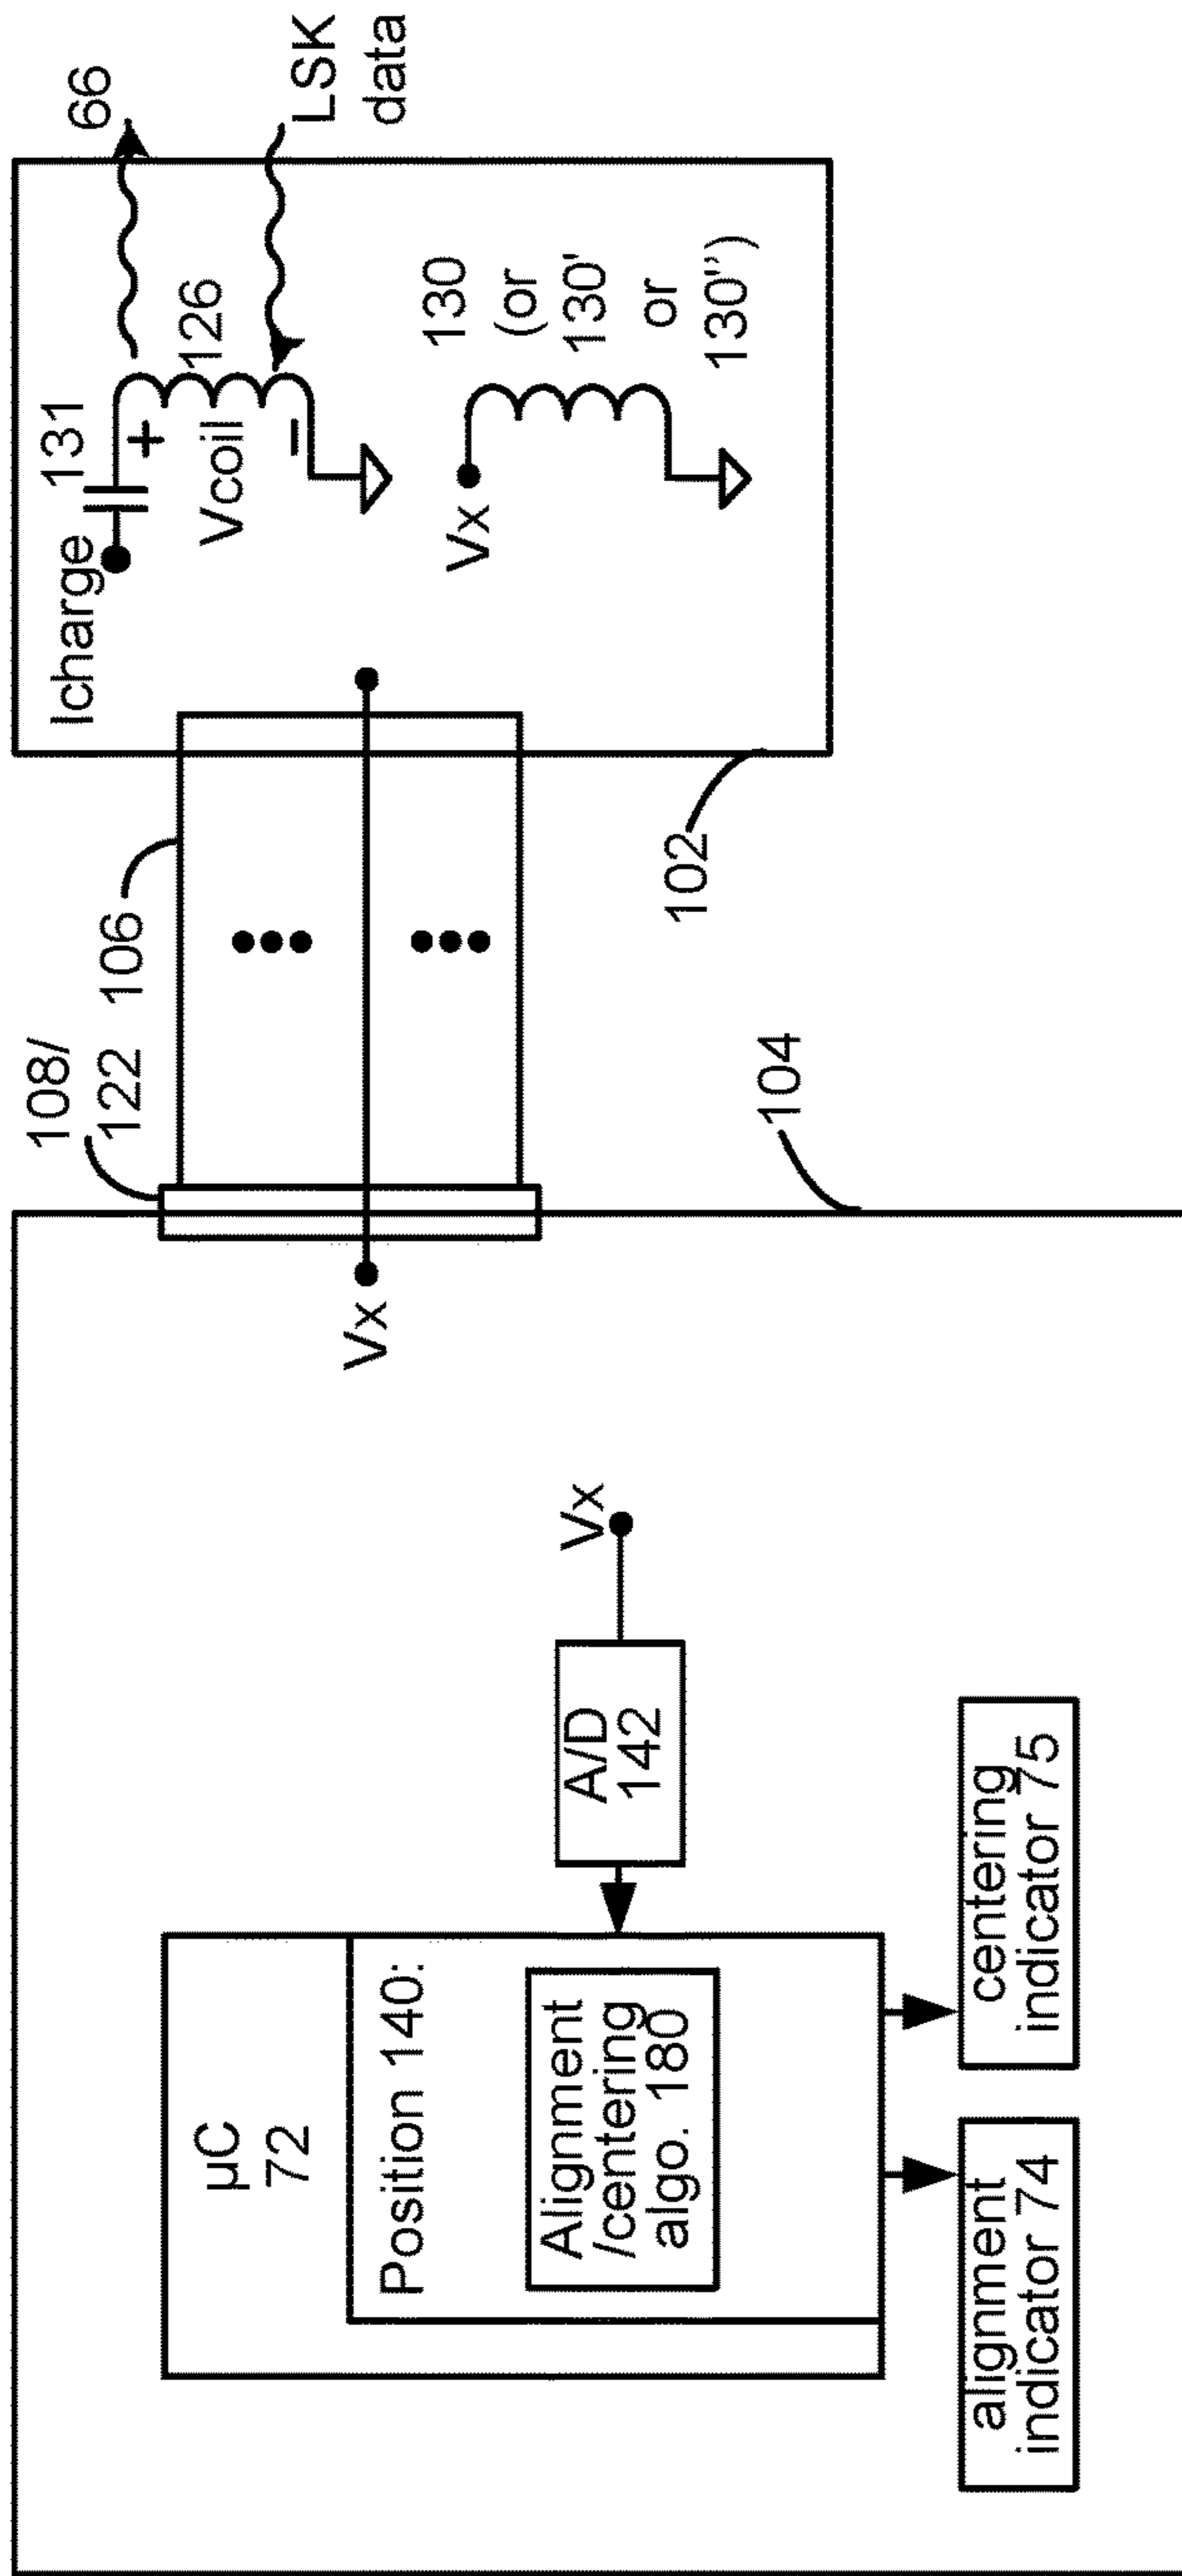 µC
72
Position 140:
Alignment
/centering
algo. 180
alignment
indicator 74
centering
indicator 75
A/D
142
Vx
Vx
104
108/
122
106
102
Icharge
131
+
Vcoil
–
126
66
LSK
data
Vx
130
(or
130'
or
130")